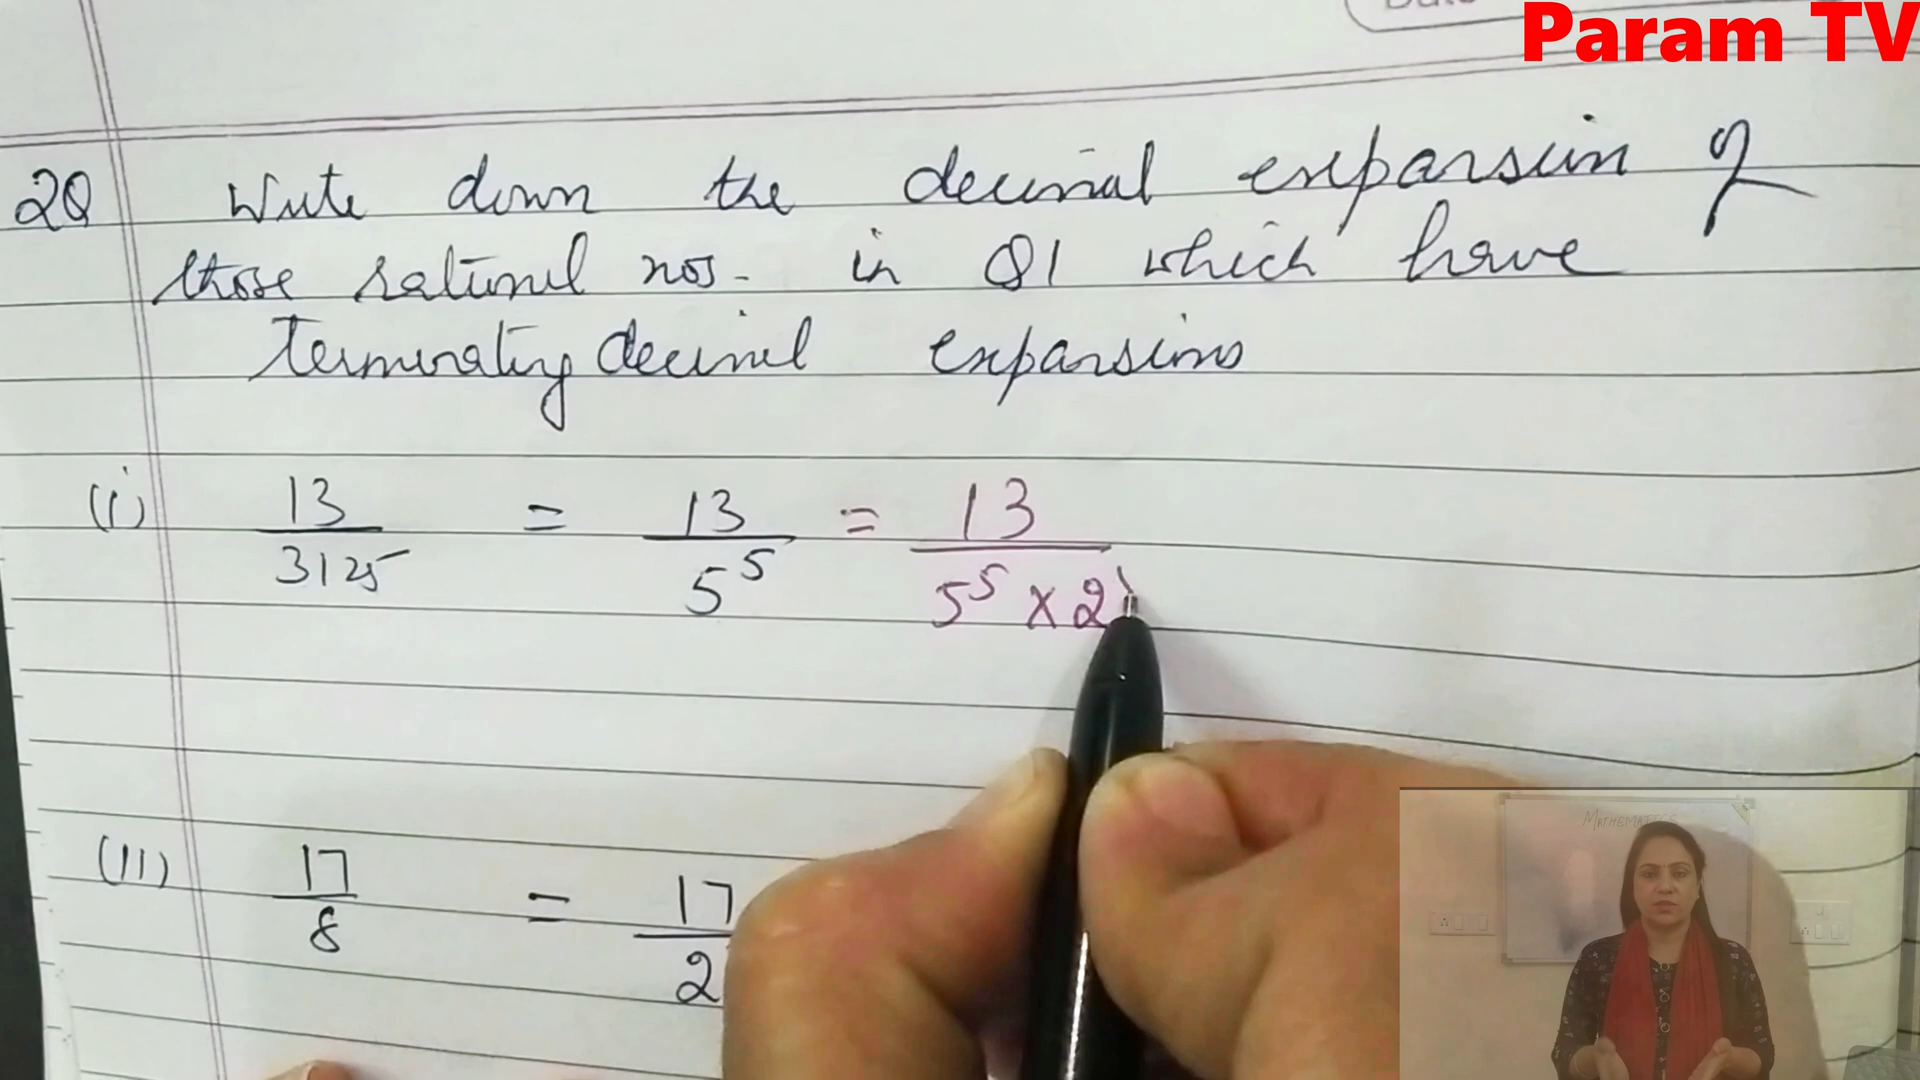 Param TV
2Q Write down the decimal expansion of
those rational nos. in Q1 which have
terminating decimal expansions
(i) 13/3125 = 13/5^5 = 13/5^5 × 2
(II) 17/8 = 17/2
MATHEMATICS